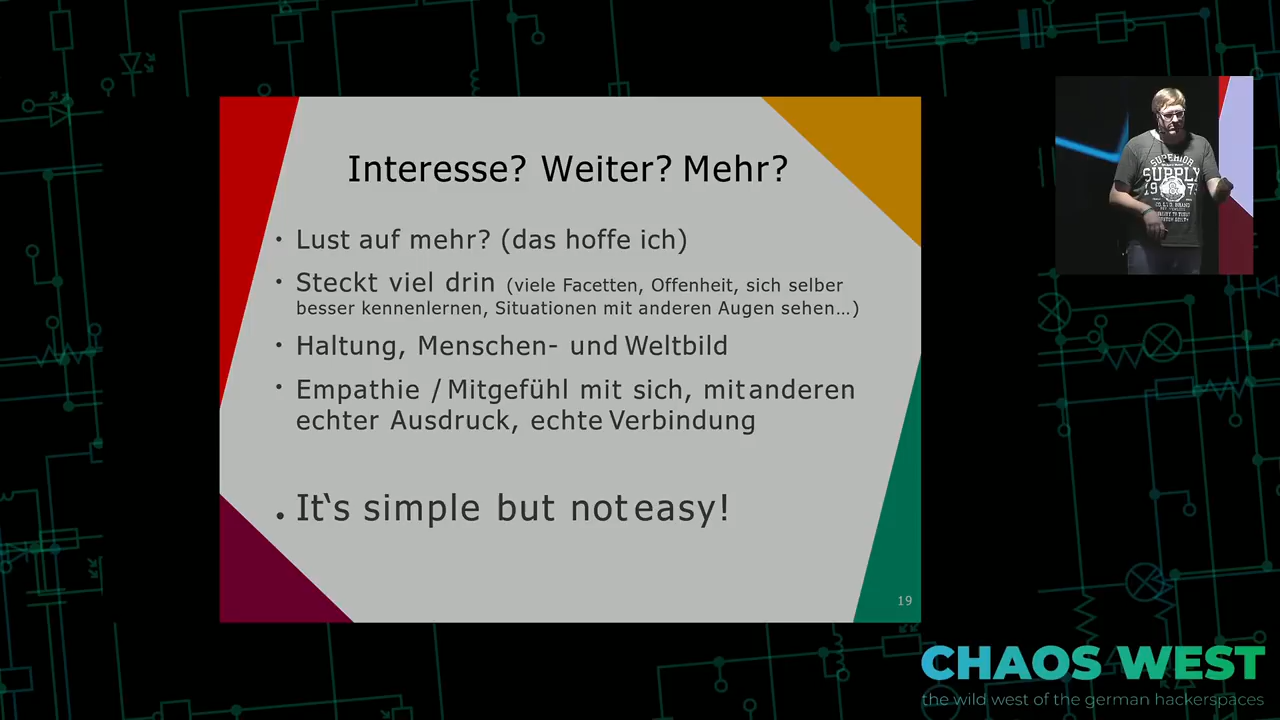 Interesse? Weiter? Mehr?
• Lust auf mehr? (das hoffe ich)
• Steckt viel drin (viele Facetten, Offenheit, sich selber
besser kennenlernen, Situationen mit anderen Augen sehen…)
• Haltung, Menschen- und Weltbild
• Empathie / Mitgefühl mit sich, mit anderen
echter Ausdruck, echte Verbindung
• It‘s simple but not easy!
19
SUPERIOR
SUPPLY
CHAOS WEST
the wild west of the german hackerspaces